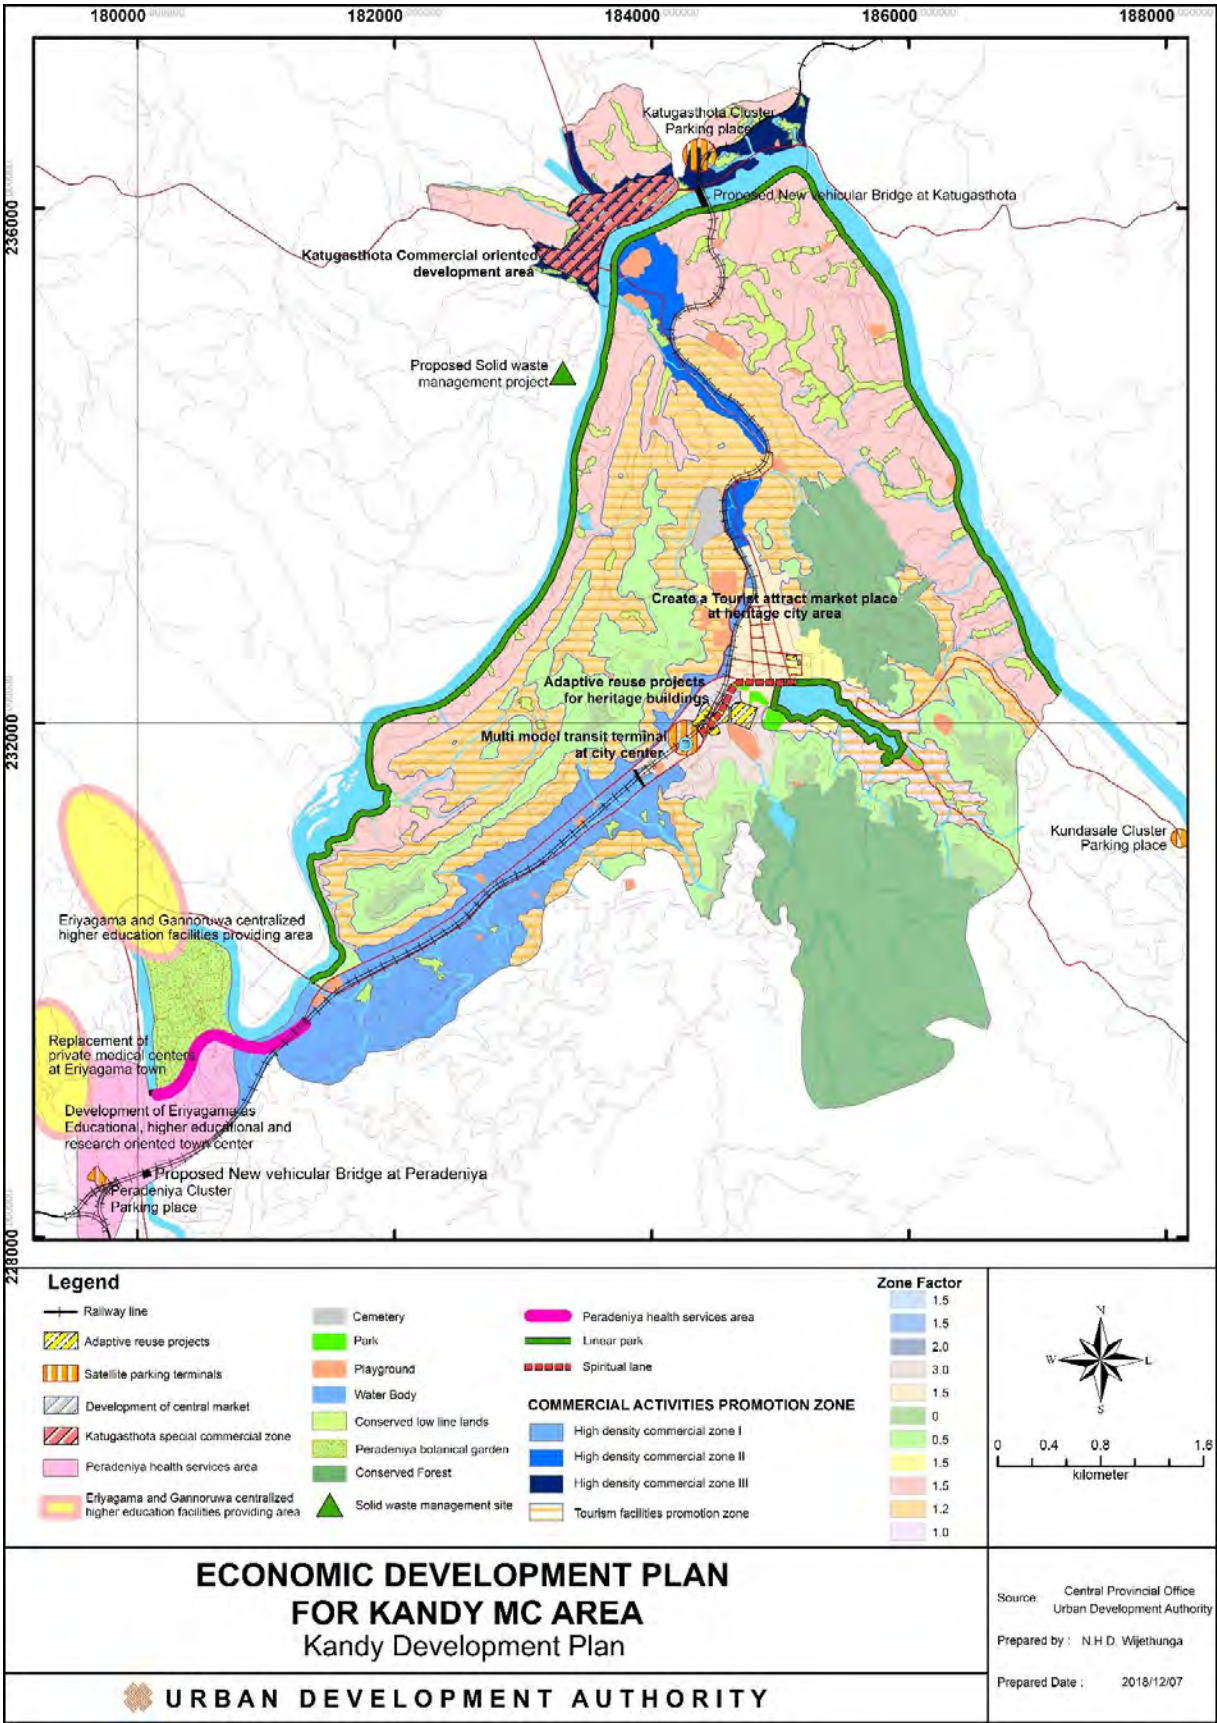 180000
182000
184000
186000
188000
236000
232000
228000
Katugasthota Cluster
Parking place
Proposed New vehicular Bridge at Katugasthota
Katugasthota Commercial oriented
development area
Proposed Solid waste
management project
Create a Tourist attract market place
at heritage city area
Adaptive reuse projects
for heritage buildings
Multi model transit terminal
at city center
Kundasale Cluster
Parking place
Eriyagama and Gannoruwa centralized
higher education facilities providing area
Replacement of
private medical centers
at Eriyagama town
Development of Eriyagama as
Educational, higher educational and
research oriented town center
Proposed New vehicular Bridge at Peradeniya
Peradeniya Cluster
Parking place
Legend
Railway line
Adaptive reuse projects
Satellite parking terminals
Development of central market
Katugasthota special commercial zone
Peradeniya health services area
Eriyagama and Gannoruwa centralized
higher education facilities providing area
Cemetery
Park
Playground
Water Body
Conserved low line lands
Peradeniya botanical garden
Conserved Forest
Solid waste management site
Peradeniya health services area
Linear park
Spiritual lane
COMMERCIAL ACTIVITIES PROMOTION ZONE
High density commercial zone I
High density commercial zone II
High density commercial zone III
Tourism facilities promotion zone
Zone Factor
1.5
1.5
2.0
3.0
1.5
0
0.5
1.5
1.5
1.2
1.0
N
W
L
S
0 0.4 0.8 1.6
kilometer
ECONOMIC DEVELOPMENT PLAN
FOR KANDY MC AREA
Kandy Development Plan
URBAN DEVELOPMENT AUTHORITY
Source: Central Provincial Office
Urban Development Authority
Prepared by : N.H.D. Wijethunga
Prepared Date : 2018/12/07